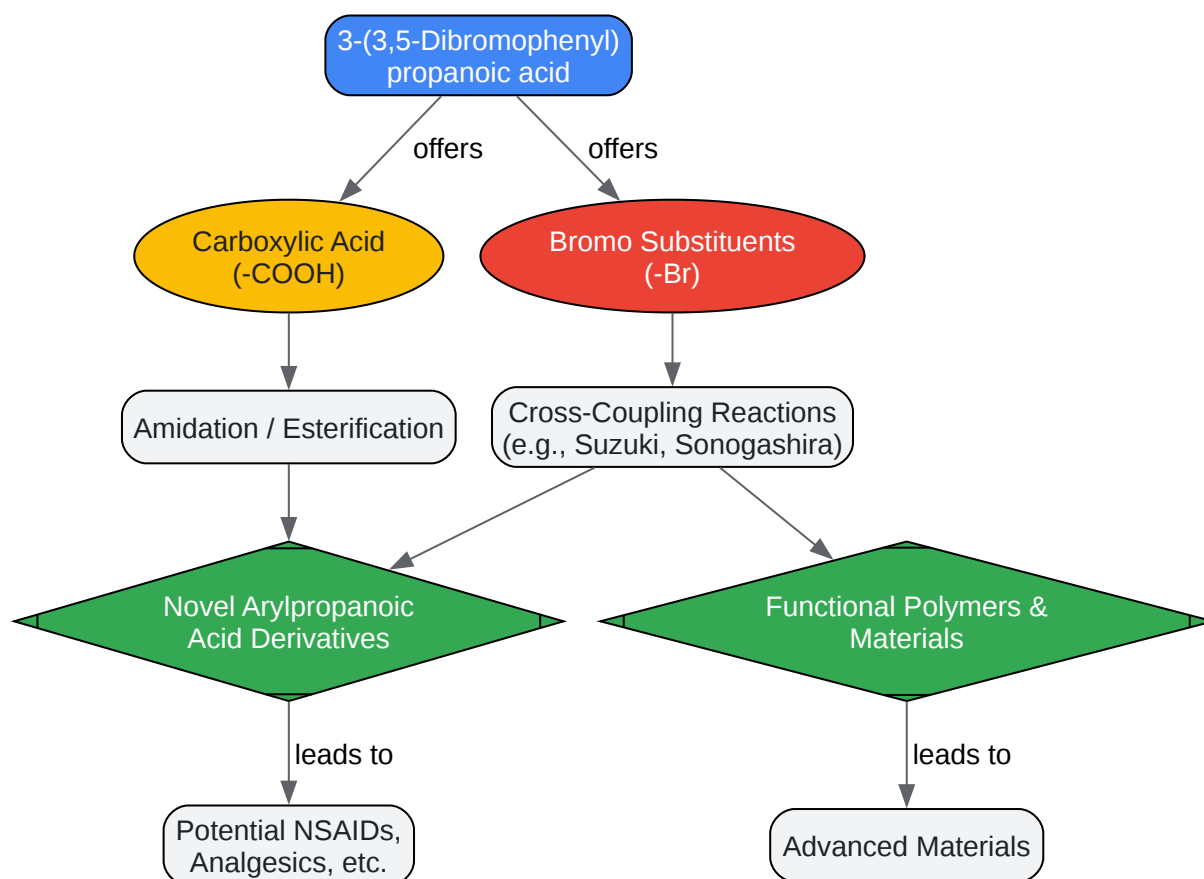 3-(3,5-Dibromophenyl)
propanoic acid
offers
offers
Carboxylic Acid
(-COOH)
Bromo Substituents
(-Br)
Amidation / Esterification
Cross-Coupling Reactions
(e.g., Suzuki, Sonogashira)
Novel Arylpropanoic
Acid Derivatives
Functional Polymers &
Materials
leads to
leads to
Potential NSAIDs,
Analgesics, etc.
Advanced Materials